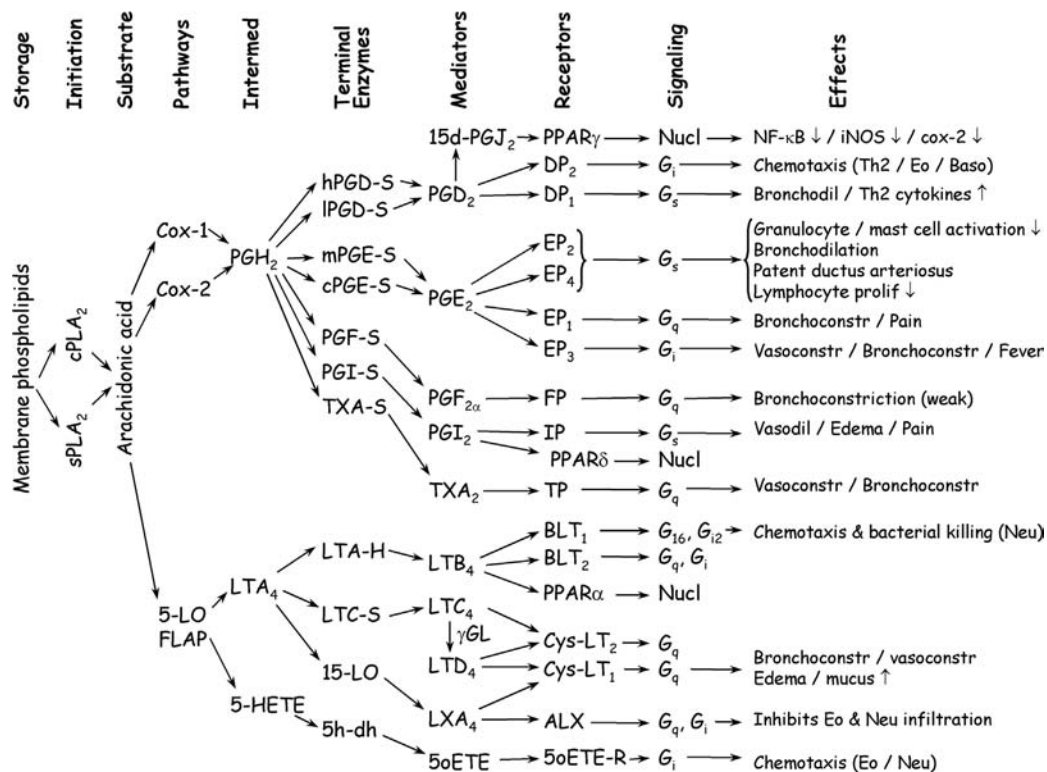 Storage
Initiation
Substrate
Pathways
Intermed
Terminal
Enzymes
Mediators
Receptors
Signaling
Effects
15d-PGJ₂ PPARγ Nucl NF-κB ↓ / iNOS ↓ / cox-2 ↓
DP₂ Gᵢ Chemotaxis (Th2 / Eo / Baso)
hPGD-S
PGD₂
lPGD-S
DP₁ Gₛ Bronchodil / Th2 cytokines ↑
Cox-1
Cox-2
PGH₂
mPGE-S
cPGE-S
PGE₂
EP₂
EP₄
Gₛ
Granulocyte / mast cell activation ↓
Bronchodilation
Patent ductus arteriosus
Lymphocyte prolif ↓
EP₁ G_q Bronchoconstr / Pain
EP₃ Gᵢ Vasoconstr / Bronchoconstr / Fever
Membrane phospholipids
cPLA₂
sPLA₂
Arachidonic acid
PGF-S
PGI-S
TXA-S
PGF₂α FP G_q Bronchoconstriction (weak)
PGI₂ IP Gₛ Vasodil / Edema / Pain
PPARδ Nucl
TXA₂ TP G_q Vasoconstr / Bronchoconstr
BLT₁ G₁₆, Gᵢ₂ Chemotaxis & bacterial killing (Neu)
LTA-H LTB₄
BLT₂ G_q, Gᵢ
PPARα Nucl
5-LO
FLAP
LTA₄
LTC-S LTC₄
γGL
Cys-LT₂ G_q
LTD₄
Cys-LT₁ G_q
Bronchoconstr / vasoconstr
Edema / mucus ↑
15-LO
LXA₄ ALX G_q, Gᵢ Inhibits Eo & Neu infiltration
5-HETE
5h-dh
5oETE 5oETE-R Gᵢ Chemotaxis (Eo / Neu)